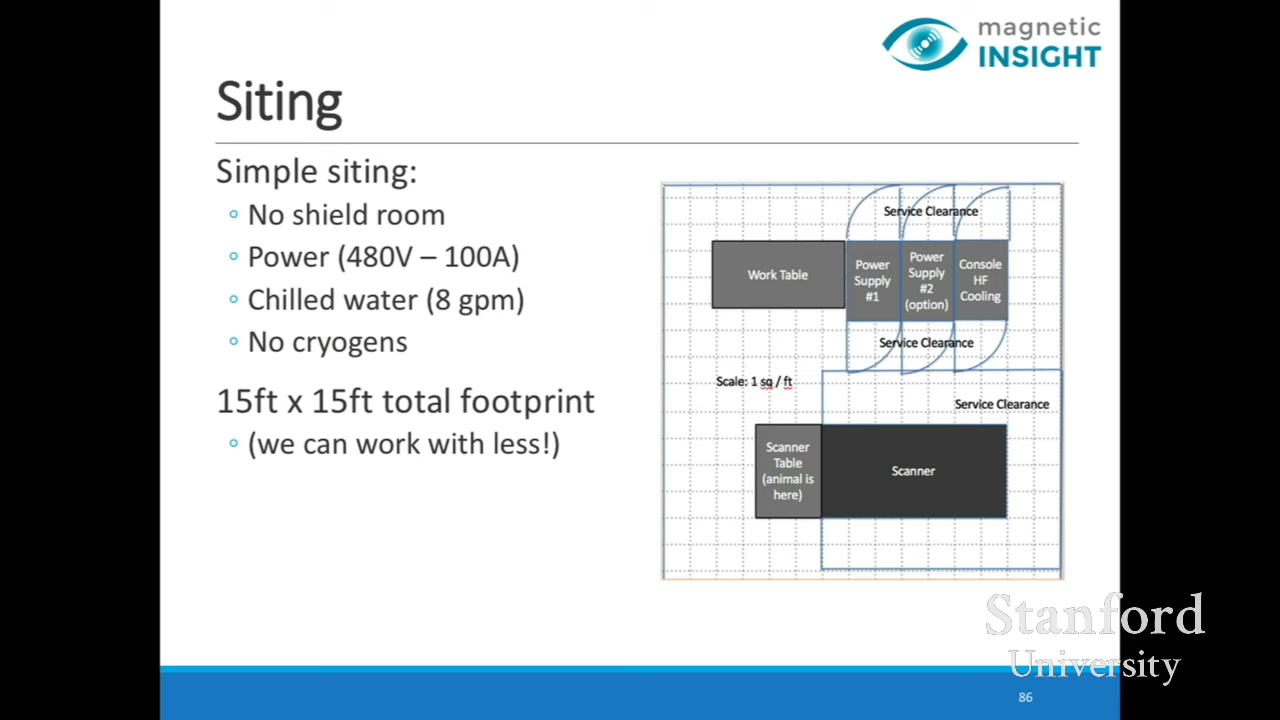 magnetic
INSIGHT
Siting
Simple siting:
No shield room
Power (480V – 100A)
Chilled water (8 gpm)
No cryogens
15ft x 15ft total footprint
(we can work with less!)
Service Clearance
Work Table
Power
Supply
#1
Power
Supply
#2
(option)
Console
HF
Cooling
Service Clearance
Scale: 1 sq / ft
Service Clearance
Scanner
Table
(animal is
here)
Scanner
Stanford
University
86